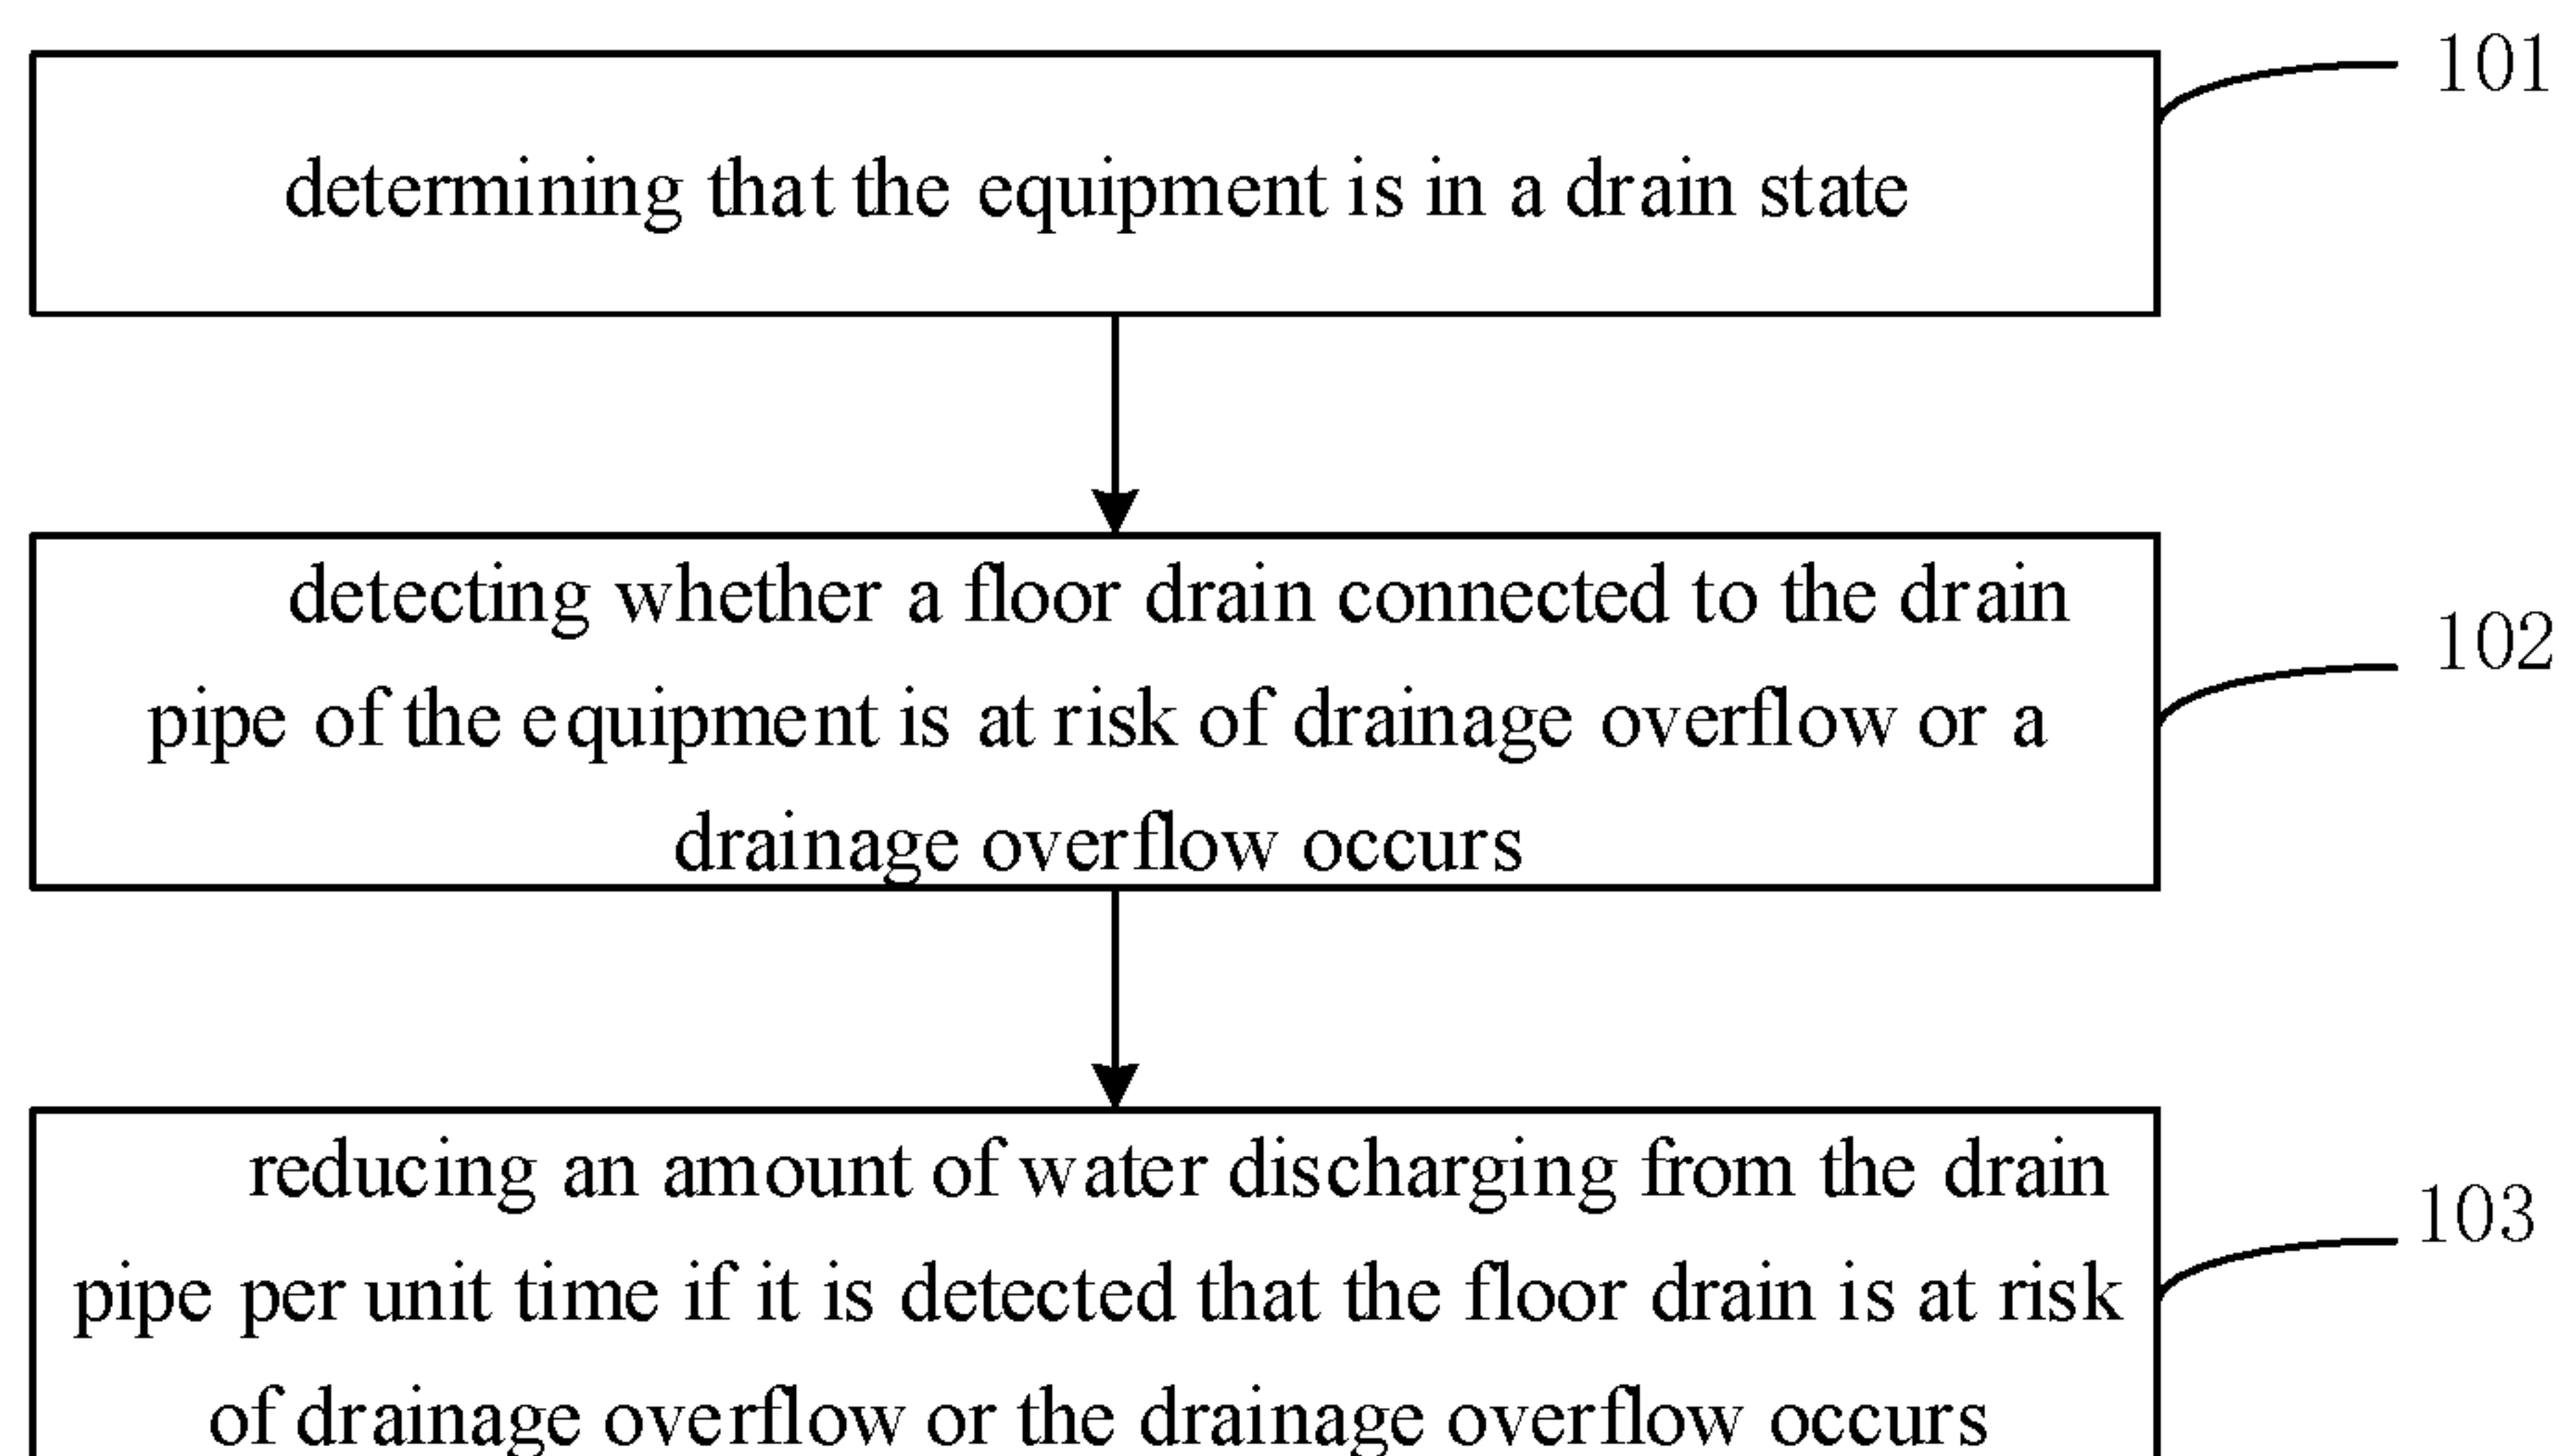 101
determining that the equipment is in a drain state
detecting whether a floor drain connected to the drain
pipe of the equipment is at risk of drainage overflow or a
drainage overflow occurs
102
reducing an amount of water discharging from the drain
pipe per unit time if it is detected that the floor drain is at risk
of drainage overflow or the drainage overflow occurs
103